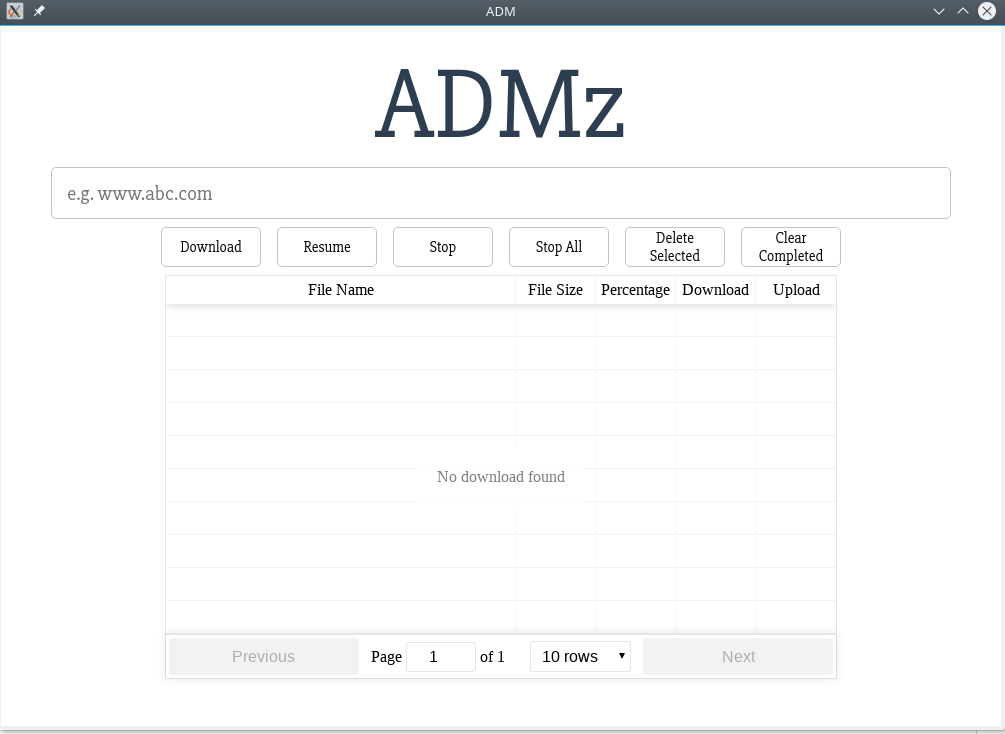 ADM
ADMz
e.g. www.abc.com
Download Resume Stop Stop All Delete Selected Clear Completed
File Name File Size Percentage Download Upload
No download found
Previous Page 1 of 1 10 rows Next